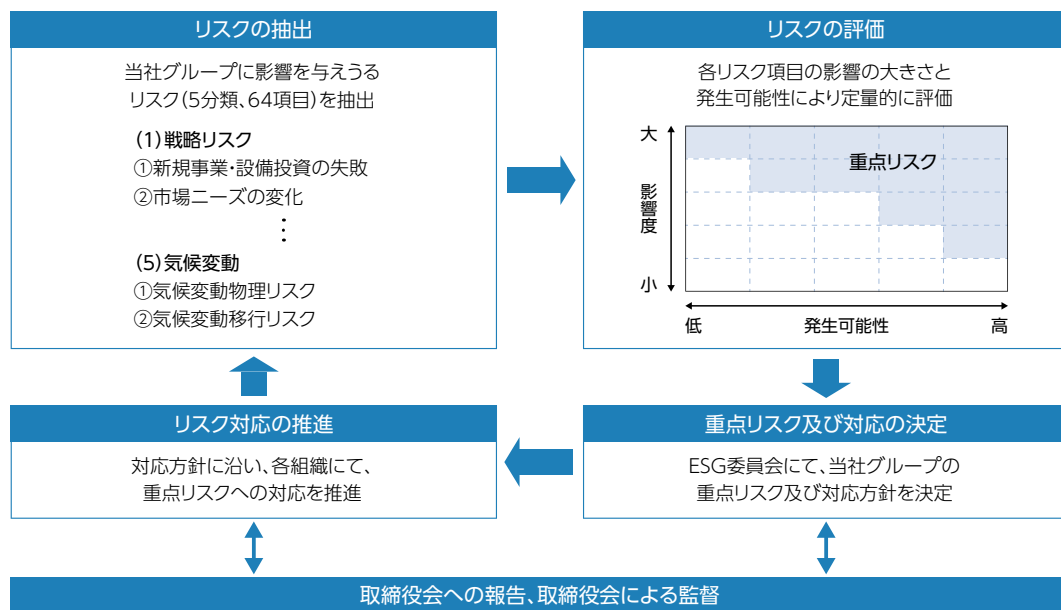 リスクの抽出
当社グループに影響を与えうる
リスク(5分類、64項目)を抽出
(1)戦略リスク
①新規事業・設備投資の失敗
②市場ニーズの変化
⋮
(5)気候変動
①気候変動物理リスク
②気候変動移行リスク
リスクの評価
各リスク項目の影響の大きさと
発生可能性により定量的に評価
大
影響度
小
重点リスク
低
発生可能性
高
重点リスク及び対応の決定
ESG委員会にて、当社グループの
重点リスク及び対応方針を決定
リスク対応の推進
対応方針に沿い、各組織にて、
重点リスクへの対応を推進
取締役会への報告、取締役会による監督